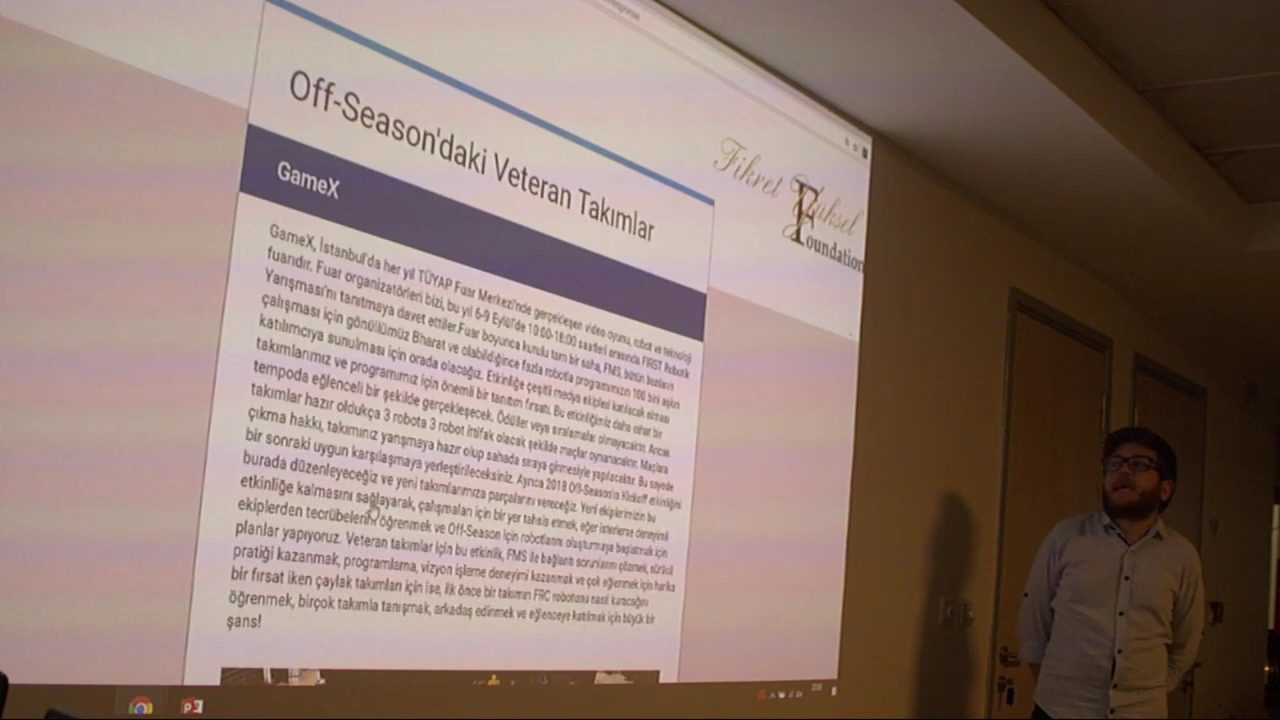 Off-Season'daki Veteran Takımlar
Fikret Yüksel
Foundation
GameX
GameX, İstanbul'da her yıl TÜYAP Fuar Merkezi'nde gerçekleşen video oyunu, robot ve teknoloji
fuarıdır. Fuar organizatörleri bizi, bu yıl 6-9 Eylül'de 10:00-18:00 saatleri arasında FIRST Robotik
Yarışması'nı tanıtmaya davet ettiler.Fuar boyunca kurulu tam bir saha, FMS, bütün bunların
çalışması için gönüllümüz Bharat ve olabildiğince fazla robotla programımızın 100 bini aşkın
katılımcıya sunulması için orada olacağız. Etkinliğe çeşitli medya ekipleri katılacak olması
takımlarımız ve programımız için önemli bir tanıtım fırsatı. Bu etkinliğimiz daha rahat bir
tempoda eğlenceli bir şekilde gerçekleşecek. Ödüller veya sıralamalar olmayacaktır. Ancak
takımlar hazır oldukça 3 robota 3 robot ittifak olacak şekilde maçlar oynanacaktır. Maçlara
çıkma hakkı, takımınız yarışmaya hazır olup sahada sıraya girmesiyle yapılacaktır. Bu sayede
bir sonraki uygun karşılaşmaya yerleştirileceksiniz. Ayrıca 2018 Off-Season'ın Kickoff etkinliğini
burada düzenleyeceğiz ve yeni takımlarımıza parçalarını vereceğiz. Yeni ekiplerimizin bu
etkinliğe kalmasını sağlayarak, çalışmaları için bir yer tahsis etmek, eğer isterlerse deneyimli
ekiplerden tecrübelerini öğrenmek ve Off-Season için robotlarını oluşturmaya başlatmak için
planlar yapıyoruz. Veteran takımlar için bu etkinlik, FMS ile bağlantı sorunlarını çözmek, sürücü
pratiği kazanmak, programlama, vizyon işleme deneyimi kazanmak ve çok eğlenmek için harika
bir fırsat iken çaylak takımları için ise, ilk önce bir takımın FRC robotunu nasıl kuracağını
öğrenmek, birçok takımla tanışmak, arkadaş edinmek ve eğlenceye katılmak için büyük bir
şans!